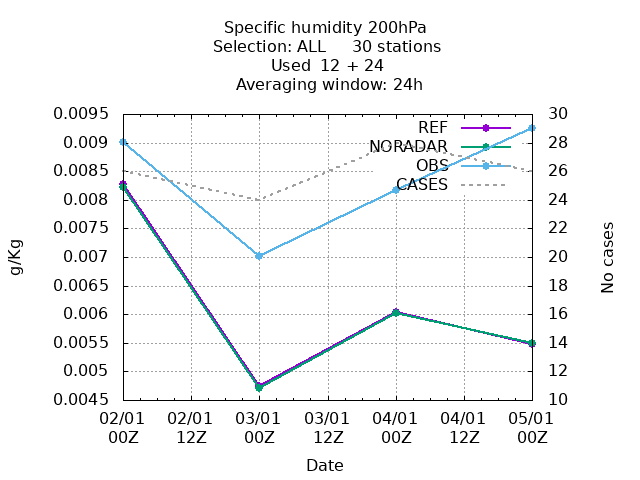 Specific humidity 200hPa
Selection: ALL 30 stations
Used 12 + 24
Averaging window: 24h
0.0095
0.009
0.0085
0.008
0.0075
0.007
0.0065
0.006
0.0055
0.005
0.0045
g/Kg
REF
NORADAR
OBS
CASES
30
28
26
24
22
20
18
16
14
12
10
No cases
02/01 02/01 03/01 03/01 04/01 04/01 05/01
00Z 12Z 00Z 12Z 00Z 12Z 00Z
Date